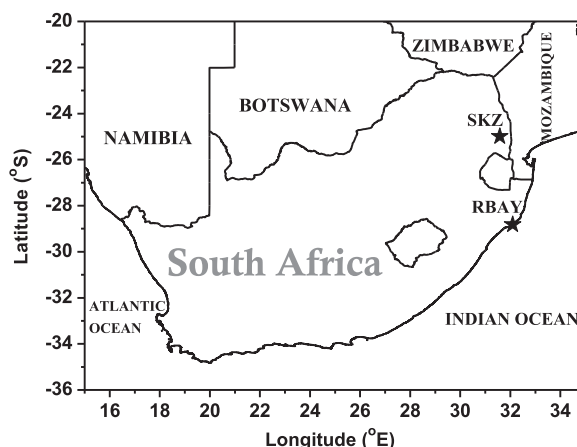 -20
-22
-24
-26
-28
-30
-32
-34
-36
Latitude (°S)
ZIMBABWE
MOZAMBIQUE
BOTSWANA
SKZ
NAMIBIA
RBAY
South Africa
ATLANTIC
OCEAN
INDIAN OCEAN
16 18 20 22 24 26 28 30 32 34
Longitude (°E)